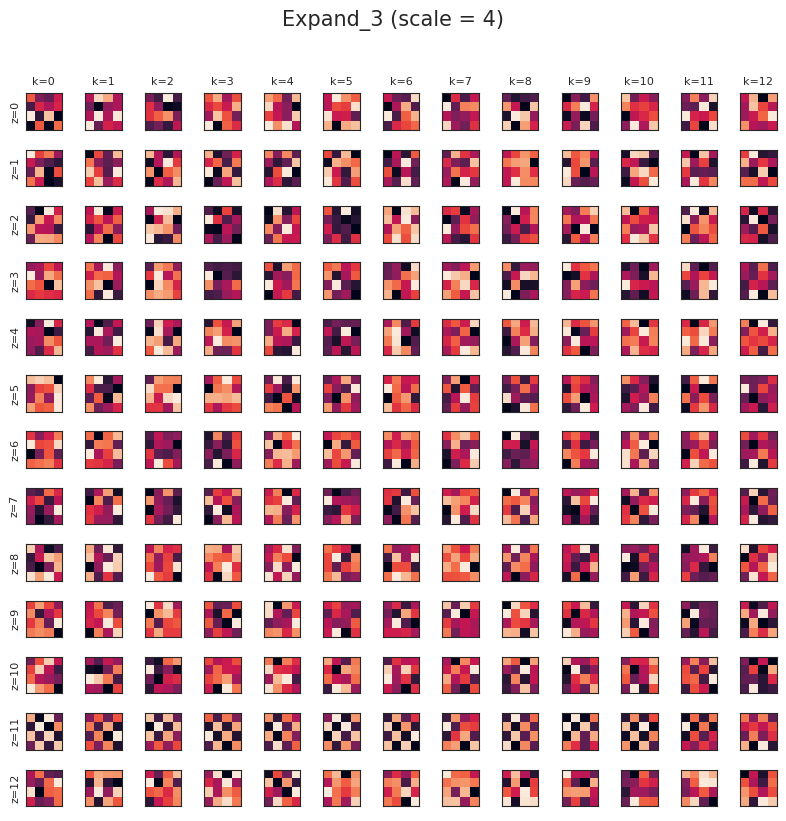 Expand_3 (scale = 4)
k=0 k=1 k=2 k=3 k=4 k=5 k=6 k=7 k=8 k=9 k=10 k=11 k=12
z=0
z=1
z=2
z=3
z=4
z=5
z=6
z=7
z=8
z=9
z=10
z=11
z=12